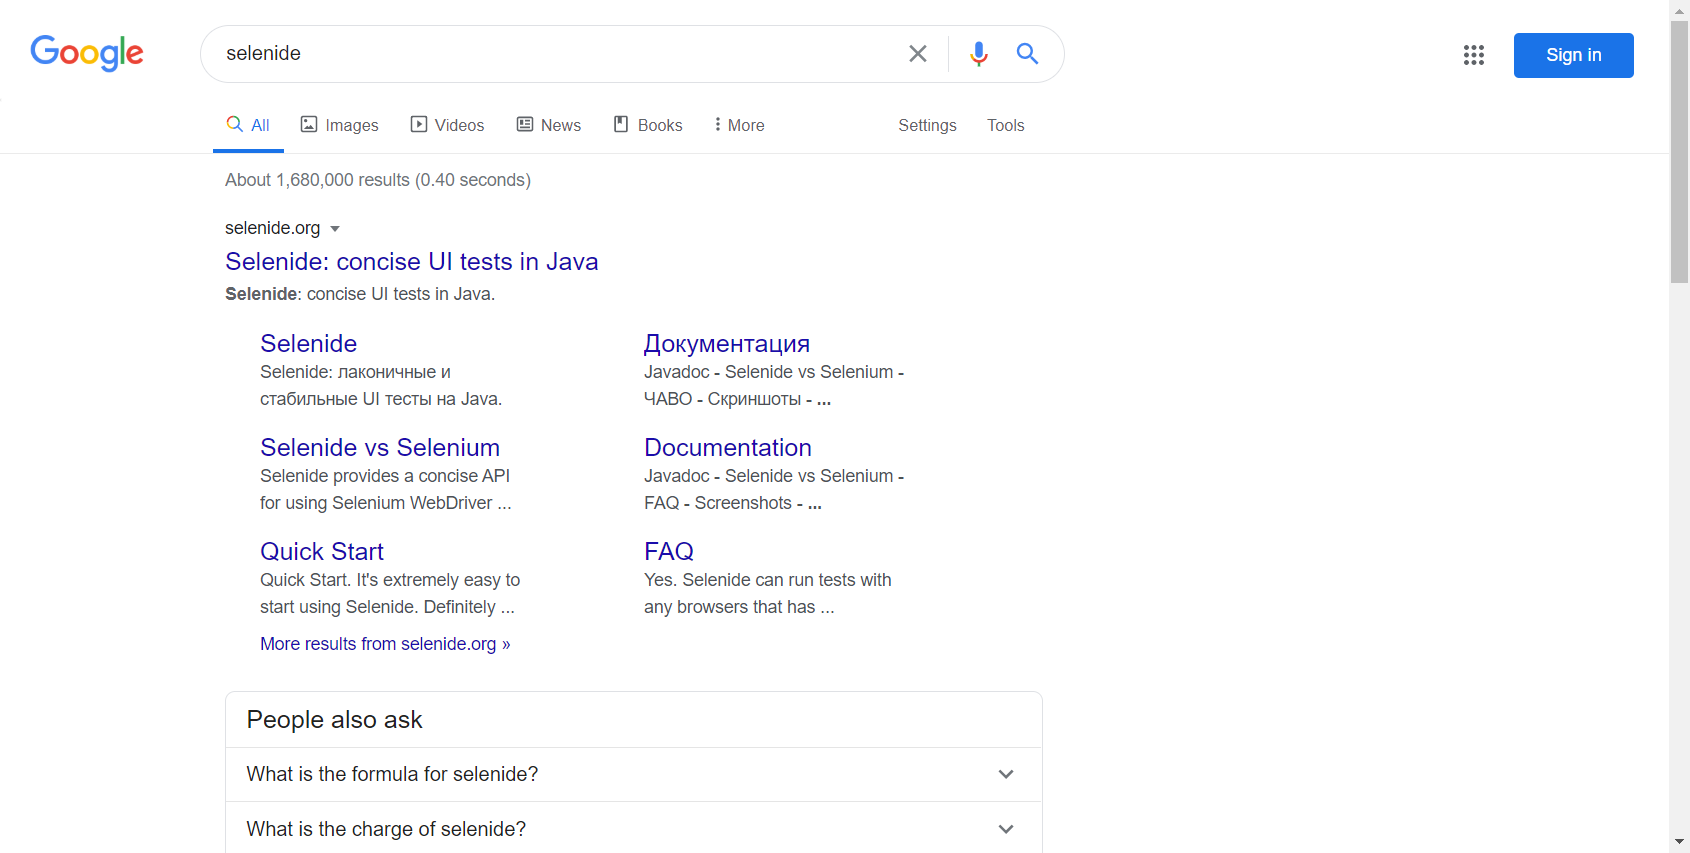 Google
selenide
Sign in
All Images Videos News Books More Settings Tools
About 1,680,000 results (0.40 seconds)
selenide.org
Selenide: concise UI tests in Java
Selenide: concise UI tests in Java.
Selenide
Selenide: лаконичные и
стабильные UI тесты на Java.
Документация
Javadoc - Selenide vs Selenium -
ЧАВО - Скриншоты - ...
Selenide vs Selenium
Selenide provides a concise API
for using Selenium WebDriver ...
Documentation
Javadoc - Selenide vs Selenium -
FAQ - Screenshots - ...
Quick Start
Quick Start. It's extremely easy to
start using Selenide. Definitely ...
FAQ
Yes. Selenide can run tests with
any browsers that has ...
More results from selenide.org »
People also ask
What is the formula for selenide?
What is the charge of selenide?